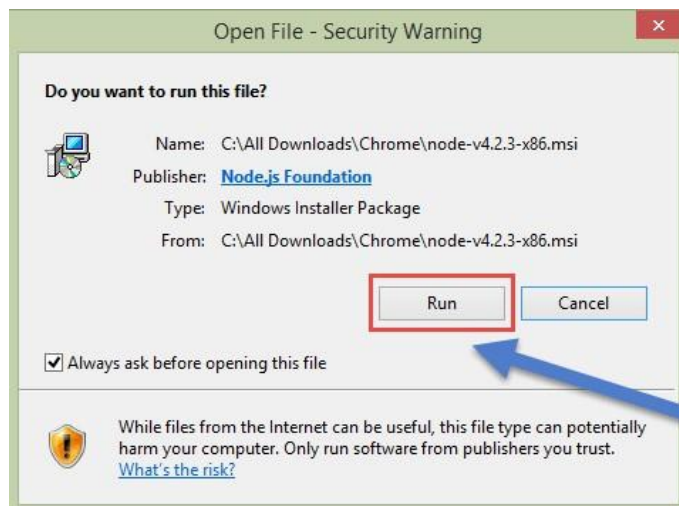 Open File - Security Warning
Do you want to run this file?
Name: C:\All Downloads\Chrome\node-v4.2.3-x86.msi
Publisher: Node.js Foundation
Type: Windows Installer Package
From: C:\All Downloads\Chrome\node-v4.2.3-x86.msi
Run Cancel
Always ask before opening this file
While files from the Internet can be useful, this file type can potentially
harm your computer. Only run software from publishers you trust.
What's the risk?